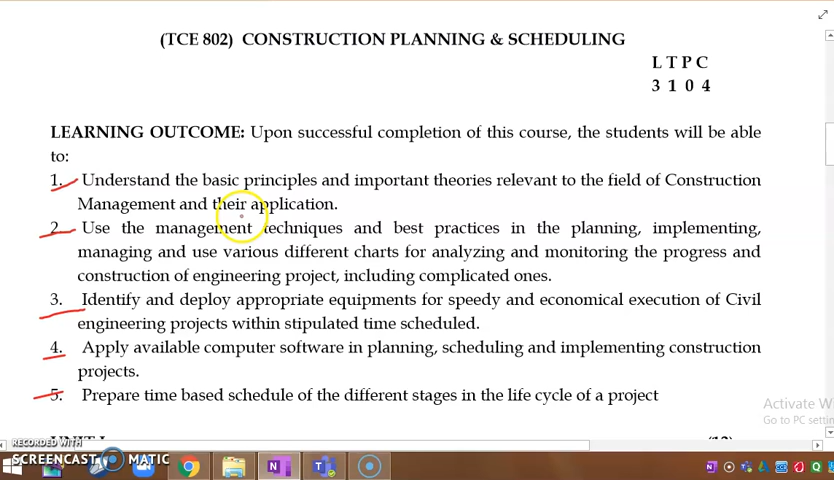 (TCE 802) CONSTRUCTION PLANNING & SCHEDULING
L T P C
3 1 0 4
LEARNING OUTCOME: Upon successful completion of this course, the students will be able
to:
1. Understand the basic principles and important theories relevant to the field of Construction
Management and their application.
2. Use the management techniques and best practices in the planning, implementing,
managing and use various different charts for analyzing and monitoring the progress and
construction of engineering project, including complicated ones.
3. Identify and deploy appropriate equipments for speedy and economical execution of Civil
engineering projects within stipulated time scheduled.
4. Apply available computer software in planning, scheduling and implementing construction
projects.
5. Prepare time based schedule of the different stages in the life cycle of a project
Activate Wi
Go to PC settin
UNIT I (12)
RECORDED WITH
SCREENCAST MATIC